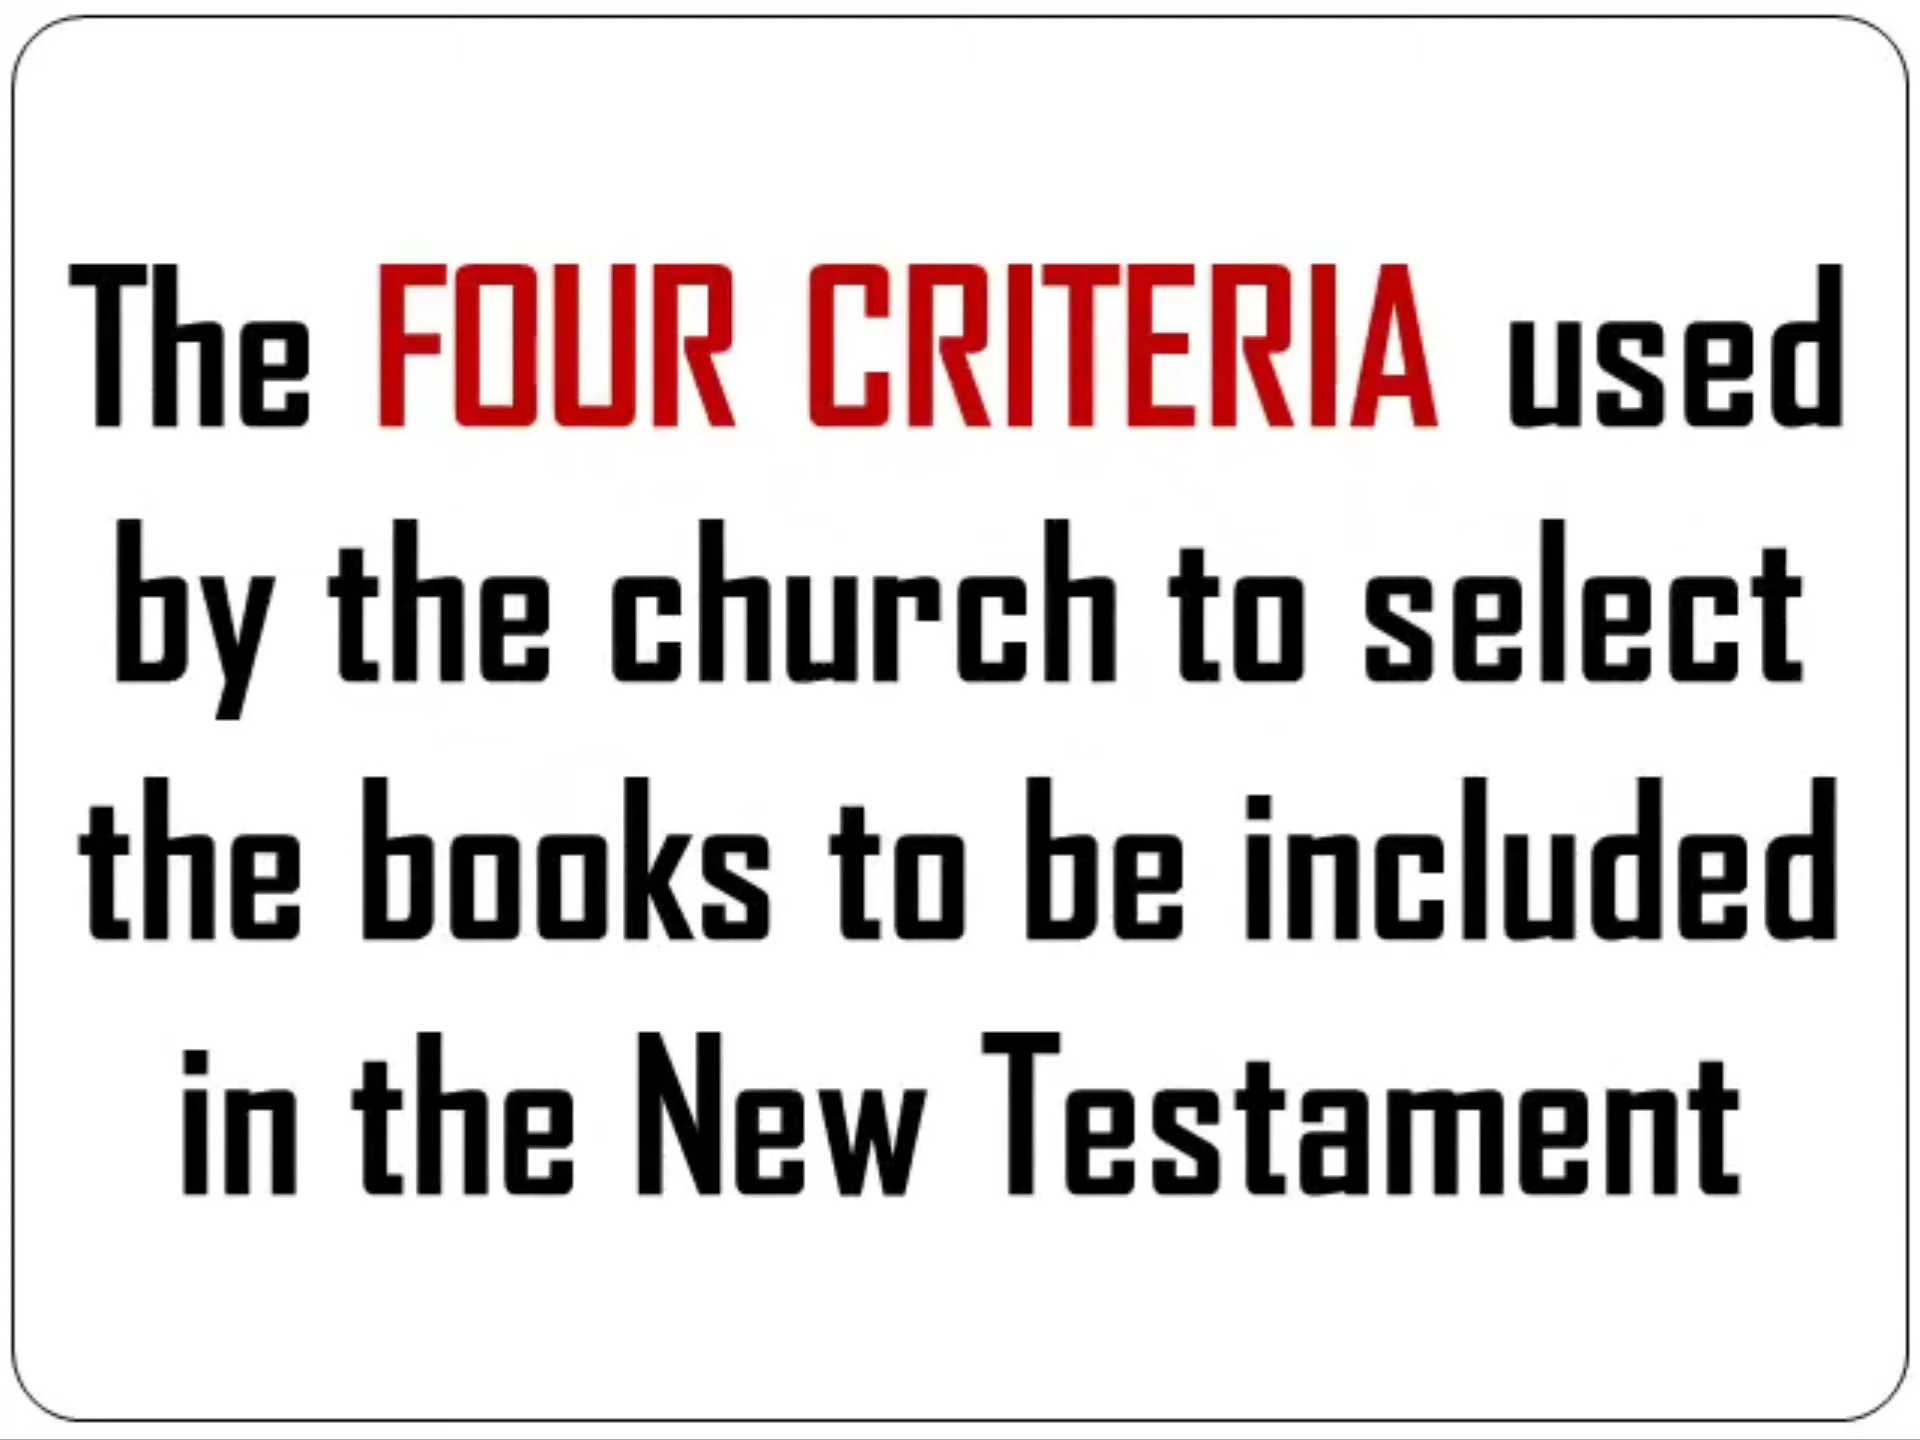 The FOUR CRITERIA used
by the church to select
the books to be included
in the New Testament